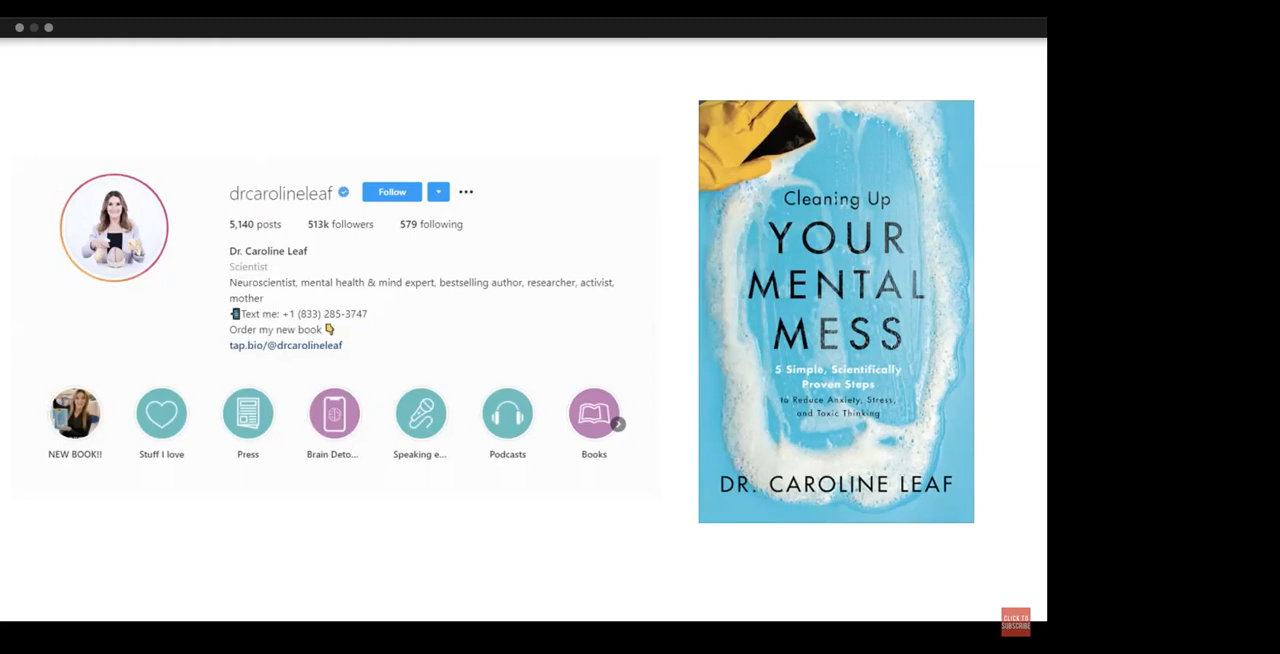 drcarolineleaf
Follow
5,140 posts 513k followers 579 following
Dr. Caroline Leaf
Scientist
Neuroscientist, mental health & mind expert, bestselling author, researcher, activist,
mother
Text me: +1 (833) 285-3747
Order my new book
tap.bio/@drcarolineleaf
NEW BOOK!!
Stuff I love
Press
Brain Deto...
Speaking e...
Podcasts
Books
Cleaning Up
YOUR
MENTAL
MESS
5 Simple, Scientifically
Proven Steps
to Reduce Anxiety, Stress,
and Toxic Thinking
DR. CAROLINE LEAF
CLICK TO
SUBSCRIBE